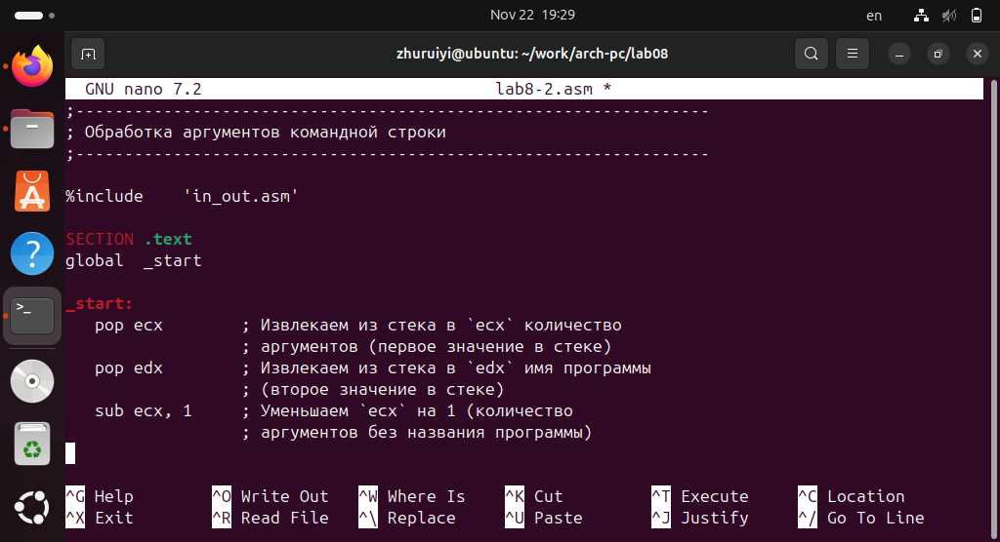 Nov 22 19:29
en
zhuruiyi@ubuntu: ~/work/arch-pc/lab08
GNU nano 7.2 lab8-2.asm *
;-----------------------------------------------------------------
; Обработка аргументов командной строки
;-----------------------------------------------------------------
%include 'in_out.asm'
SECTION .text
global _start
_start:
pop ecx ; Извлекаем из стека в `ecx` количество
; аргументов (первое значение в стеке)
pop edx ; Извлекаем из стека в `edx` имя программы
; (второе значение в стеке)
sub ecx, 1 ; Уменьшаем `ecx` на 1 (количество
; аргументов без названия программы)
^G Help ^O Write Out ^W Where Is ^K Cut ^T Execute ^C Location
^X Exit ^R Read File ^\ Replace ^U Paste ^J Justify ^/ Go To Line